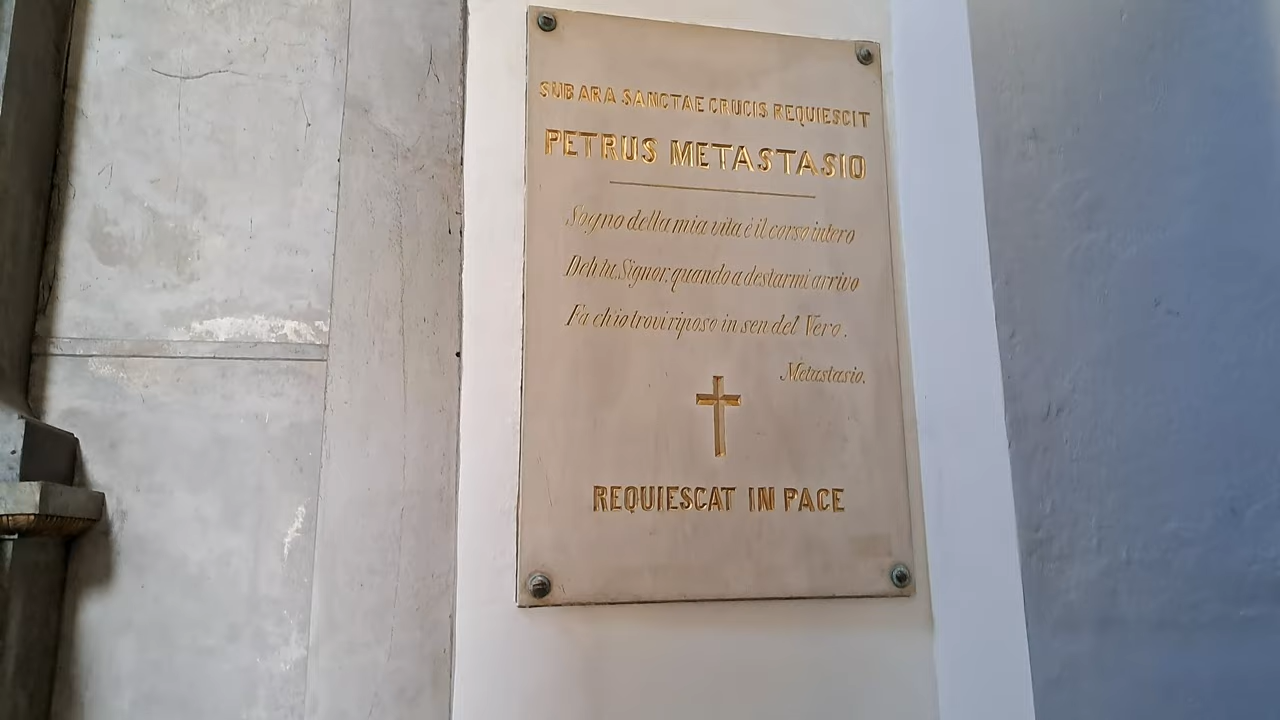 SUB ARA SANCTAE CRUCIS REQUIESCIT
PETRUS METASTASIO
Sogno della mia vita è il corso intero
Deh tu, Signor, quando a destarmi arrivo
Fa ch'io trovi riposo in sen del Vero.
Metastasio.
REQUIESCAT IN PACE